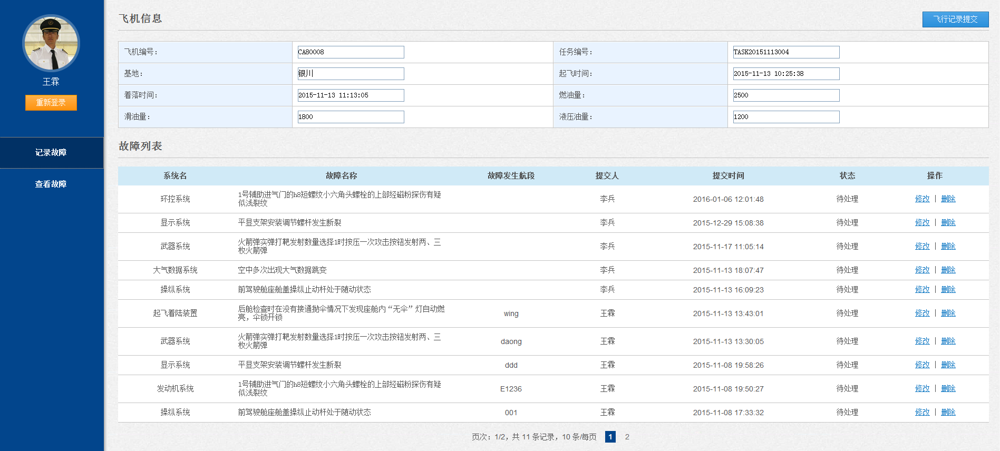 王霖
重新登录
记录故障
查看故障
飞机信息
飞行记录提交
飞机编号： CA80008 任务编号： TASK20151113004
基地： 银川 起飞时间： 2015-11-13 10:25:38
着落时间： 2015-11-13 11:13:05 燃油量： 2500
滑油量： 1800 液压油量： 1200
故障列表
系统名 故障名称 故障发生航段 提交人 提交时间 状态 操作
环控系统 1号辅助进气门的h8短螺纹小六角头螺栓的上部经磁粉探伤有疑 李兵 2016-01-06 12:01:48 待处理 修改 | 删除
似浅裂纹
显示系统 平显支架安装调节螺杆发生断裂 李兵 2015-12-29 15:08:38 待处理 修改 | 删除
武器系统 火箭弹实弹打靶发射数量选择1时按压一次攻击按钮发射两、三 李兵 2015-11-17 11:05:14 待处理 修改 | 删除
枚火箭弹
大气数据系统 空中多次出现大气数据跳变 李兵 2015-11-13 18:07:47 待处理 修改 | 删除
操纵系统 前驾驶舱座舱盖操纵止动杆处于随动状态 李兵 2015-11-13 16:09:23 待处理 修改 | 删除
起飞着陆装置 后舱检查时在没有接通抛伞情况下发现座舱内“无伞”灯自动燃 wing 王霖 2015-11-13 13:43:01 待处理 修改 | 删除
亮，伞锁开锁
武器系统 火箭弹实弹打靶发射数量选择1时按压一次攻击按钮发射两、三 daong 王霖 2015-11-13 13:30:05 待处理 修改 | 删除
枚火箭弹
显示系统 平显支架安装调节螺杆发生断裂 ddd 王霖 2015-11-08 19:58:26 待处理 修改 | 删除
发动机系统 1号辅助进气门的h8短螺纹小六角头螺栓的上部经磁粉探伤有疑 E1236 王霖 2015-11-08 19:50:27 待处理 修改 | 删除
似浅裂纹
操纵系统 前驾驶舱座舱盖操纵止动杆处于随动状态 001 王霖 2015-11-08 17:33:32 待处理 修改 | 删除
页次：1/2，共 11 条记录，10 条/每页 1 2